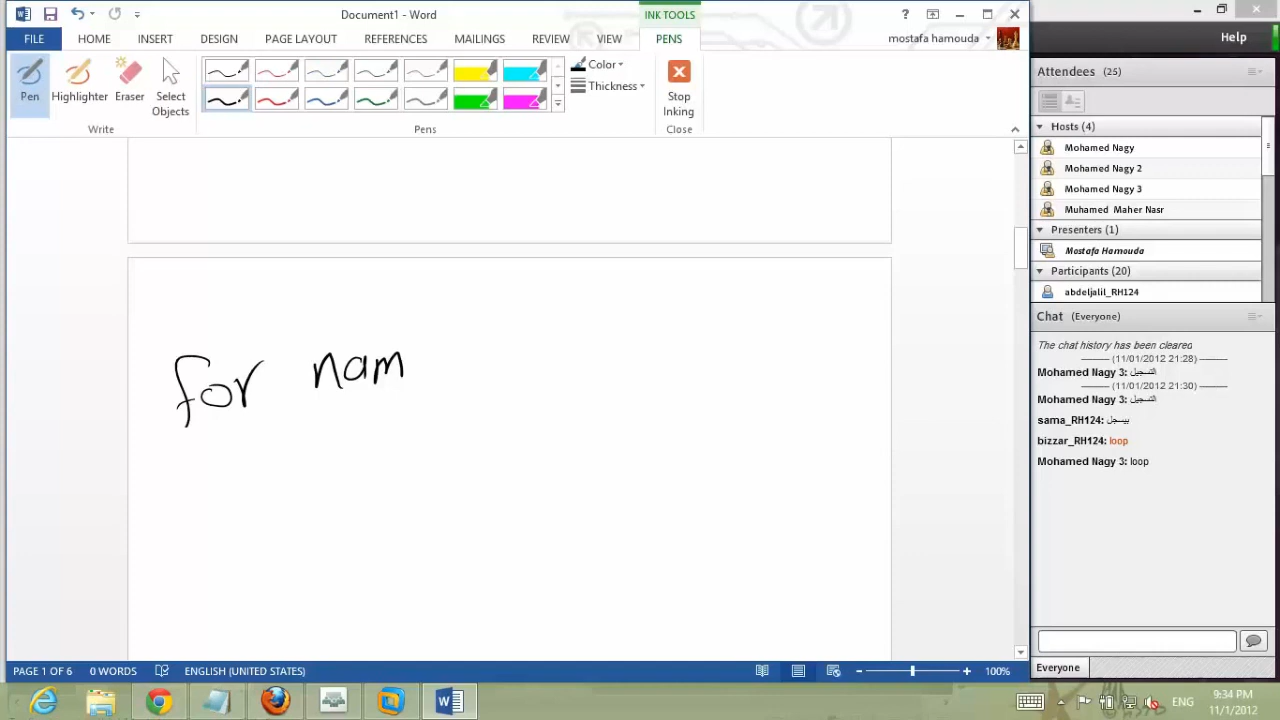 Document1 - Word
INK TOOLS
?
FILE
HOME
INSERT
DESIGN
PAGE LAYOUT
REFERENCES
MAILINGS
REVIEW
VIEW
PENS
mostafa hamouda
Pen
Highlighter
Eraser
Select Objects
Color
Thickness
Stop Inking
Write
Pens
Close
for nam
PAGE 1 OF 6
0 WORDS
ENGLISH (UNITED STATES)
100%
Help
Attendees (25)
Hosts (4)
Mohamed Nagy
Mohamed Nagy 2
Mohamed Nagy 3
Muhamed Maher Nasr
Presenters (1)
Mostafa Hamouda
Participants (20)
abdeljalil_RH124
Chat (Everyone)
The chat history has been cleared
(11/01/2012 21:28)
Mohamed Nagy 3: التسجيل
(11/01/2012 21:30)
Mohamed Nagy 3: التسجيل
sama_RH124: بيسجل
bizzar_RH124: loop
Mohamed Nagy 3: loop
Everyone
ENG
9:34 PM
11/1/2012